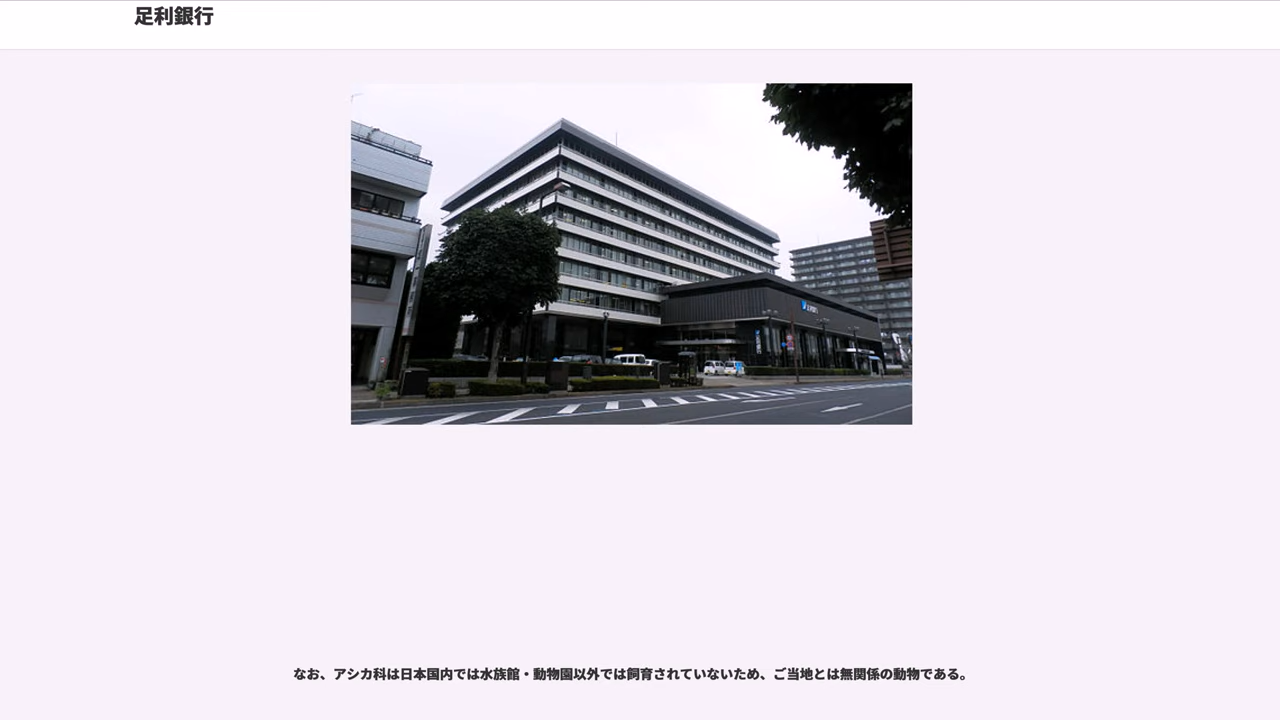 足利銀行
なお、アシカ科は日本国内では水族館・動物園以外では飼育されていないため、ご当地とは無関係の動物である。